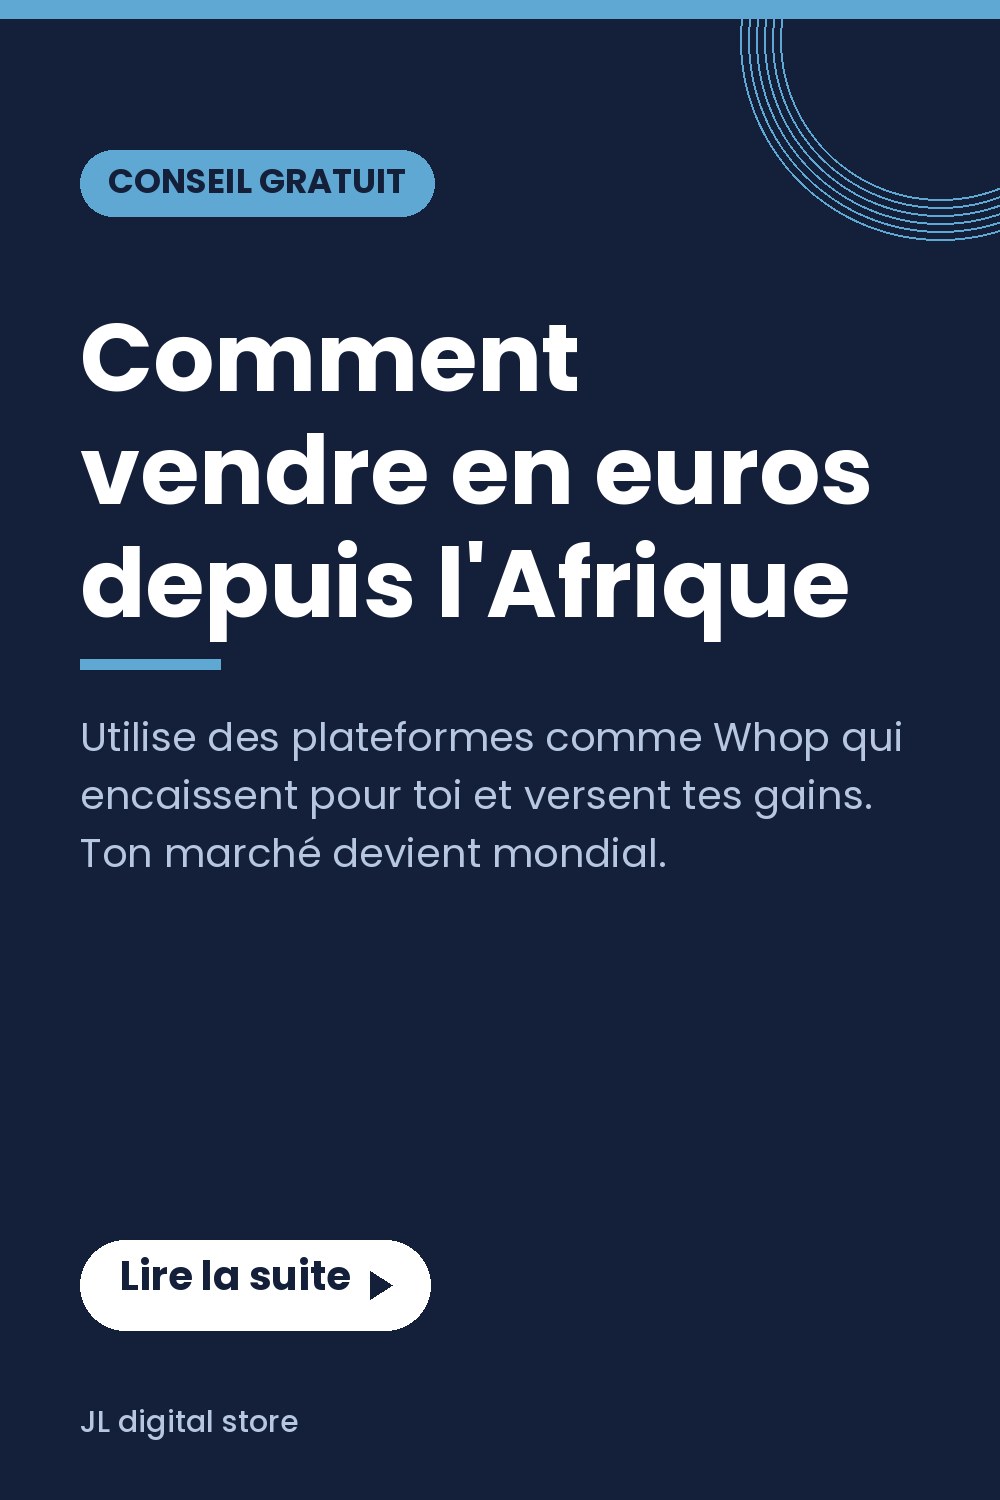 CONSEIL GRATUIT
Comment
vendre en euros
depuis l'Afrique
Utilise des plateformes comme Whop qui
encaissent pour toi et versent tes gains.
Ton marché devient mondial.
Lire la suite
JL digital store